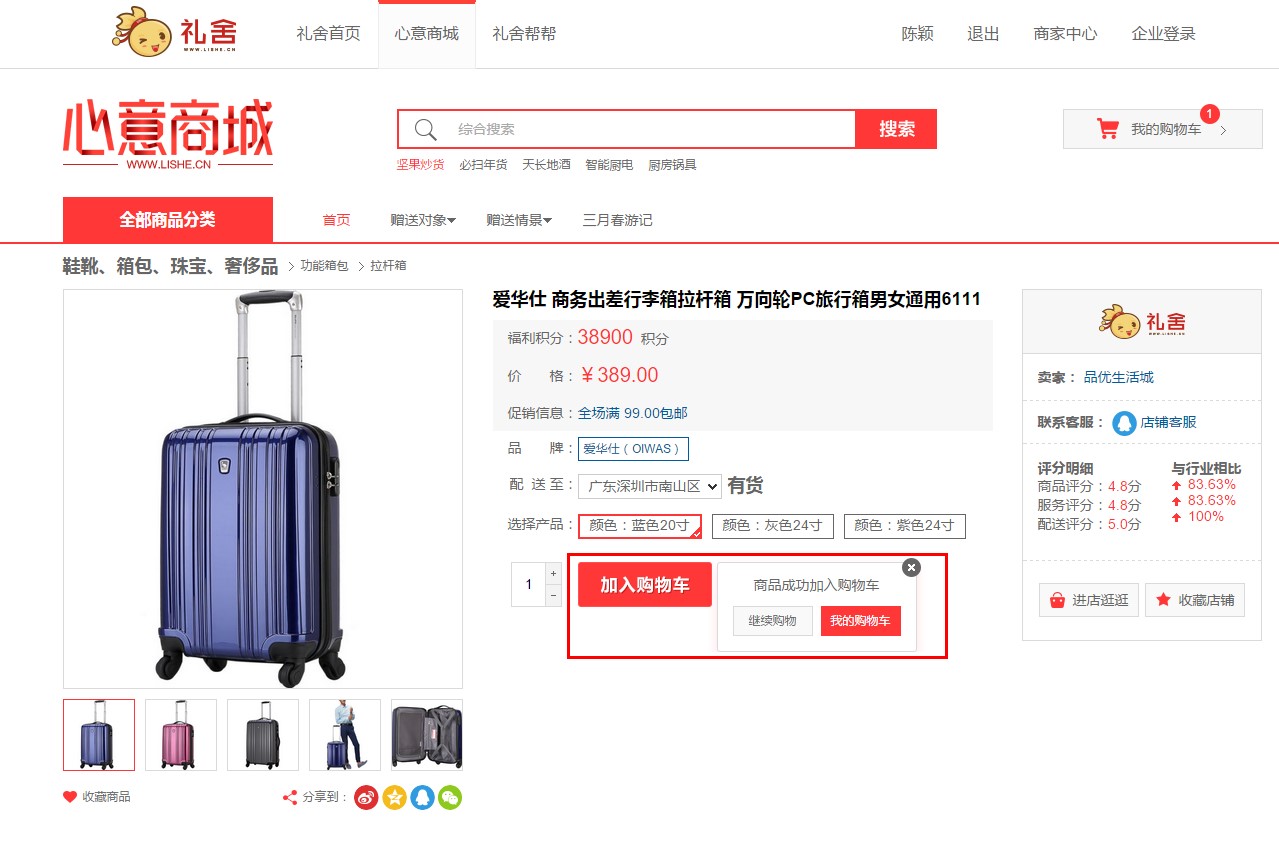 礼舍
WWW.LISHE.CN
礼舍首页 心意商城 礼舍帮帮 陈颖 退出 商家中心 企业登录
心意商城
WWW.LISHE.CN
综合搜索 搜索
我的购物车 1
坚果炒货 必扫年货 天长地酒 智能厨电 厨房锅具
全部商品分类 首页 赠送对象 赠送情景 三月春游记
鞋靴、箱包、珠宝、奢侈品 > 功能箱包 > 拉杆箱
爱华仕 商务出差行李箱拉杆箱 万向轮PC旅行箱男女通用6111
福利积分：38900 积分
价 格：￥389.00
促销信息：全场满 99.00包邮
品 牌：爱华仕（OIWAS）
配 送 至：广东深圳市南山区 有货
选择产品：颜色：蓝色20寸 颜色：灰色24寸 颜色：紫色24寸
1 + -
加入购物车
商品成功加入购物车
继续购物 我的购物车
礼舍
WWW.LISHE.CN
卖家： 品优生活城
联系客服： 店铺客服
评分明细 与行业相比
商品评分：4.8分 83.63%
服务评分：4.8分 83.63%
配送评分：5.0分 100%
进店逛逛 收藏店铺
收藏商品 分享到：